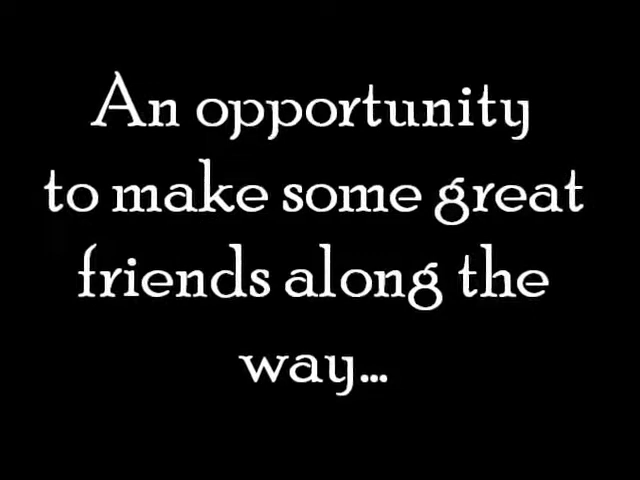 An opportunity
to make some great
friends along the
way...